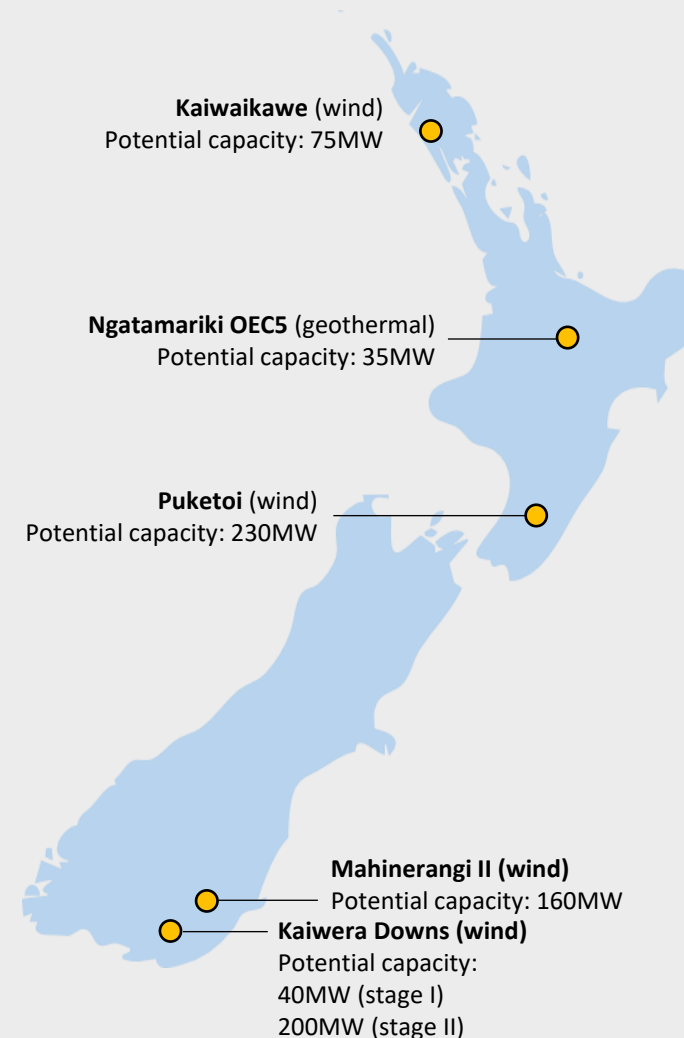 Kaiwaikawe (wind)
Potential capacity: 75MW
Ngatamariki OEC5 (geothermal)
Potential capacity: 35MW
Puketoi (wind)
Potential capacity: 230MW
Mahinerangi II (wind)
Potential capacity: 160MW
Kaiwera Downs (wind)
Potential capacity:
40MW (stage I)
200MW (stage II)